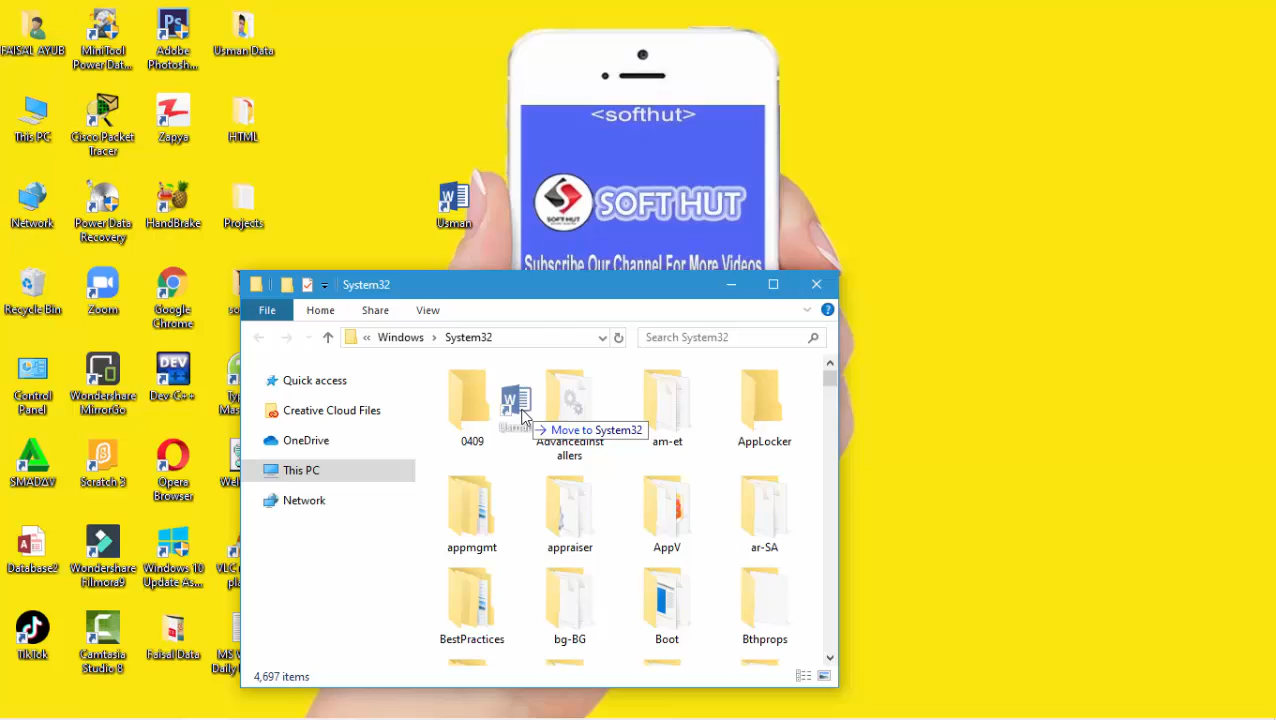 FAISAL AYUB
MiniTool
Power Dat...
Adobe
Photosh...
Usman Data
This PC
Cisco Packet
Tracer
Zapya
HTML
Network
Power Data
Recovery
HandBrake
Projects
Usman
Recycle Bin
Zoom
Google
Chrome
Control
Panel
Wondershare
MirrorGo
Dev-C++
SMADAV
Scratch 3
Opera
Browser
Database2
Wondershare
Filmora9
Windows 10
Update As...
TikTok
Camtasia
Studio 8
Faisal Data
<softhut>
SOFT HUT
SOFT HUT
Subscribe Our Channel For More Videos
System32
File
Home
Share
View
« Windows > System32
Search System32
Quick access
Creative Cloud Files
OneDrive
This PC
Network
0409
Usman
Move to System32
AdvancedInst
allers
am-et
AppLocker
appmgmt
appraiser
AppV
ar-SA
BestPractices
bg-BG
Boot
Bthprops
4,697 items